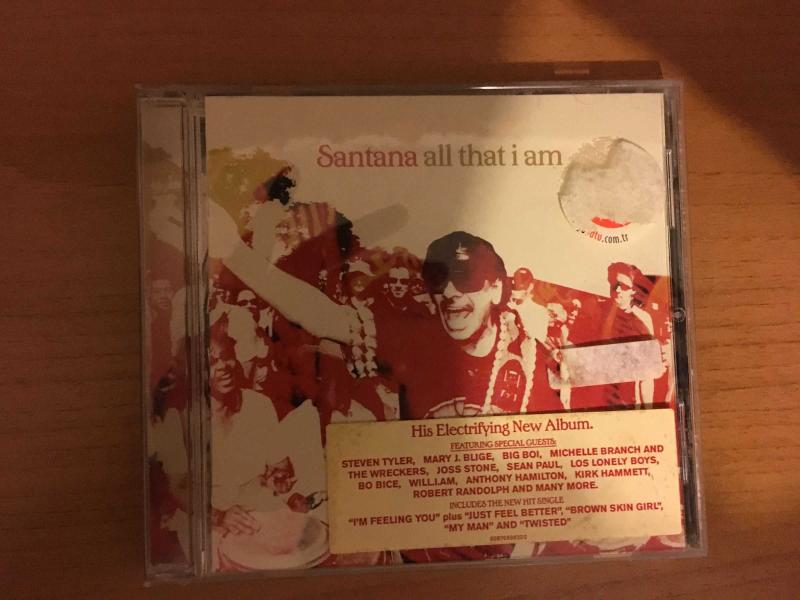 Santana all that i am
.com.tr
His Electrifying New Album.
FEATURING SPECIAL GUESTS:
STEVEN TYLER, MARY J. BLIGE, BIG BOI, MICHELLE BRANCH AND
THE WRECKERS, JOSS STONE, SEAN PAUL, LOS LONELY BOYS,
BO BICE, WILL.I.AM, ANTHONY HAMILTON, KIRK HAMMETT,
ROBERT RANDOLPH AND MANY MORE.
INCLUDES THE NEW HIT SINGLE
"I'M FEELING YOU" plus "JUST FEEL BETTER", "BROWN SKIN GIRL",
"MY MAN" AND "TWISTED"